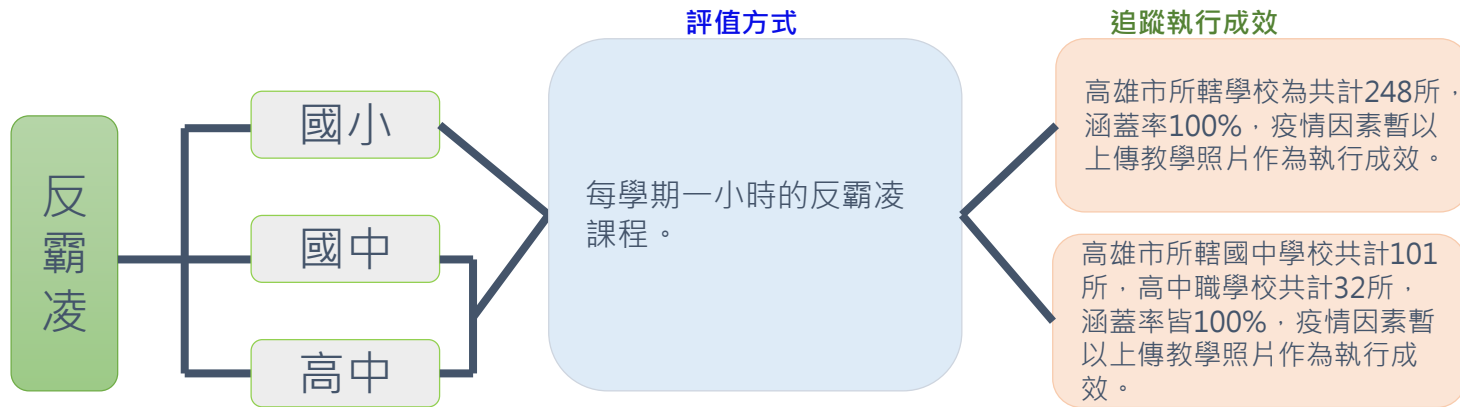 評值方式
追蹤執行成效
反霸凌
國小
國中
高中
每學期一小時的反霸凌
課程。
高雄市所轄學校為共計248所，
涵蓋率100%，疫情因素暫以
上傳教學照片作為執行成效。
高雄市所轄國中學校共計101
所，高中職學校共計32所，
涵蓋率皆100%，疫情因素暫
以上傳教學照片作為執行成
效。